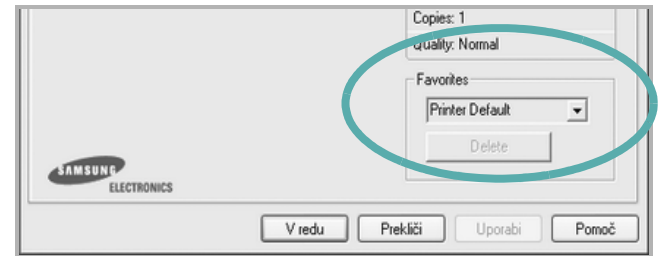 Copies: 1
Quality: Normal
Favorites
Printer Default
Delete
SAMSUNG
ELECTRONICS
V redu Prekliči Uporabi Pomoč